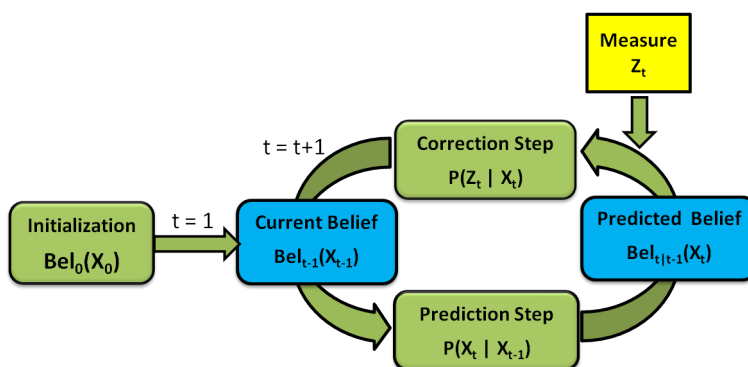 Measure
Zₜ
t = t+1
Correction Step
P(Zₜ | Xₜ)
Initialization
Bel₀(X₀)
t = 1
Current Belief
Belₜ₋₁(Xₜ₋₁)
Predicted Belief
Belₜ|ₜ₋₁(Xₜ)
Prediction Step
P(Xₜ | Xₜ₋₁)